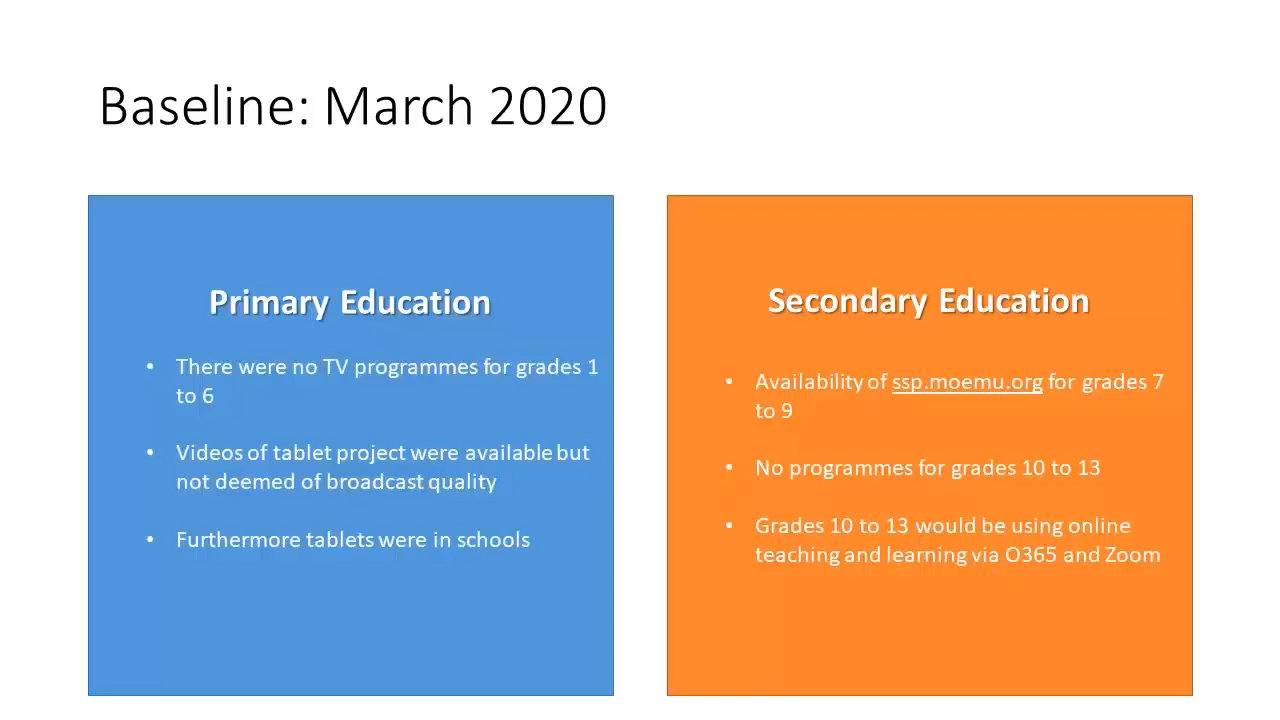 Baseline: March 2020
Primary Education
• There were no TV programmes for grades 1
to 6
• Videos of tablet project were available but
not deemed of broadcast quality
• Furthermore tablets were in schools
Secondary Education
• Availability of ssp.moemu.org for grades 7
to 9
• No programmes for grades 10 to 13
• Grades 10 to 13 would be using online
teaching and learning via O365 and Zoom